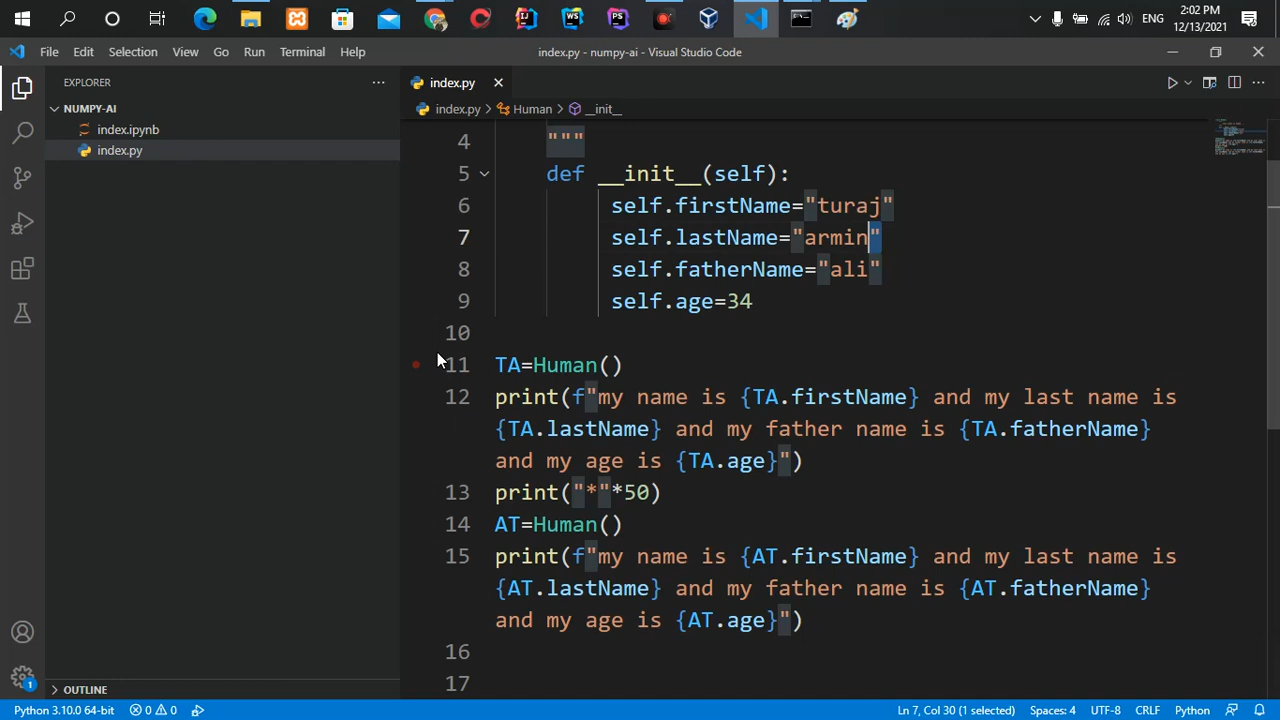 2:02 PM
ENG
12/13/2021
File Edit Selection View Go Run Terminal Help
index.py - numpy-ai - Visual Studio Code
EXPLORER
NUMPY-AI
index.ipynb
index.py
index.py
index.py > Human > __init__
4 """
5 def __init__(self):
6 self.firstName="turaj"
7 self.lastName="armin"
8 self.fatherName="ali"
9 self.age=34
10
11 TA=Human()
12 print(f"my name is {TA.firstName} and my last name is
{TA.lastName} and my father name is {TA.fatherName}
and my age is {TA.age}")
13 print("*"*50)
14 AT=Human()
15 print(f"my name is {AT.firstName} and my last name is
{AT.lastName} and my father name is {AT.fatherName}
and my age is {AT.age}")
16
17
OUTLINE
1
Python 3.10.0 64-bit 0 0 Ln 7, Col 30 (1 selected) Spaces: 4 UTF-8 CRLF Python